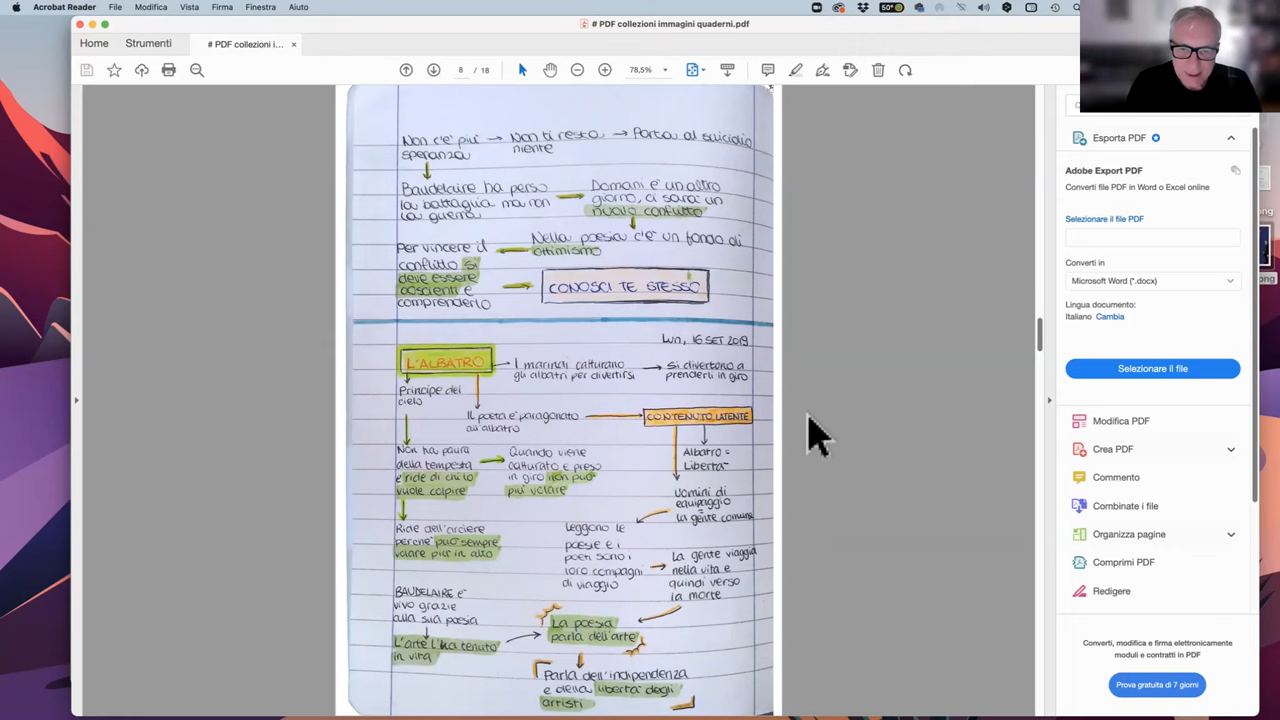 Acrobat Reader File Modifica Vista Firma Finestra Aiuto 50°
# PDF collezioni immagini quaderni.pdf
Home Strumenti # PDF collezioni i... ×
8 / 18 78,5%
Non c'è più → Non ti resta → Porta al suicidio
speranza niente
Baudelaire ha perso
la battaglia ma non
la guerra
Domani è un altro
giorno, ci sarà un
nuovo conflitto
Nella poesia c'è un fondo di
ottimismo
Per vincere il
conflitto si
deve essere
coscienti e
comprenderlo
CONOSCI TE STESSO
Lun, 16 SET 2019
L'ALBATRO
I marinai catturano
gli albatri per divertirsi
Si divertono a
prenderli in giro
Principe del
cielo
Il poeta è paragonato
all'albatro
CONTENUTO LATENTE
Albatro =
Libertà
Non ha paura
della tempesta
e ride di chi lo
vuole colpire
Quando viene
catturato e preso
in giro non può
più volare
Uomini di
equipaggio
=
la gente comune
Ride dell'arciere
perché può sempre
volare più in alto
Leggono le
poesie e i
poeti sono i
loro compagni
di viaggio
La gente viaggia
nella vita e
quindi verso
la morte
BAUDELAIRE È
vivo grazie
alla sua poesia
L'arte l'ha tenuto
in vita
La poesia
parla dell'arte
Parla dell'indipendenza
e della libertà degli
artisti
Esporta PDF
Adobe Export PDF
Converti file PDF in Word o Excel online
Selezionare il file PDF
Converti in
Microsoft Word (*.docx)
Lingua documento:
Italiano Cambia
Selezionare il file
Modifica PDF
Crea PDF
Commento
Combinate i file
Organizza pagine
Comprimi PDF
Redigere
Converti, modifica e firma elettronicamente
moduli e contratti in PDF
Prova gratuita di 7 giorni
ong
ong